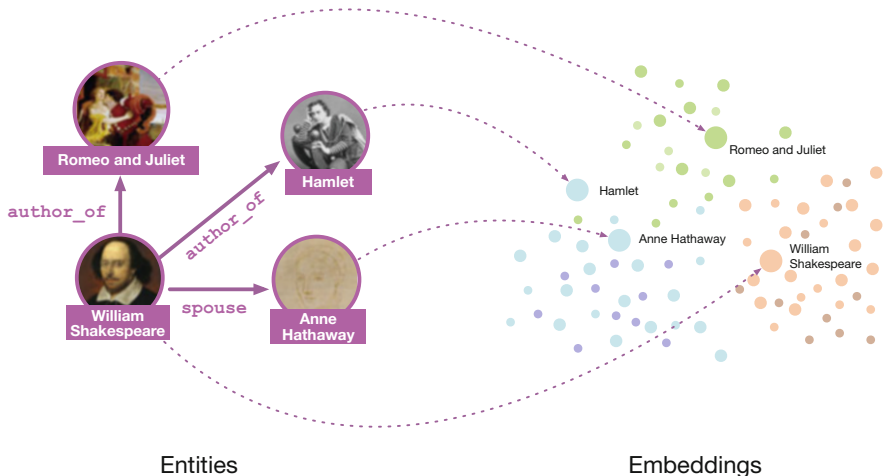 Romeo and Juliet
author_of
William
Shakespeare
author_of
Hamlet
spouse
Anne
Hathaway
Romeo and Juliet
Hamlet
Anne Hathaway
William
Shakespeare
Entities
Embeddings